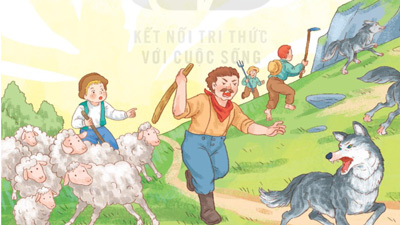 KẾT NỐI TRI THỨC
VỚI CUỘC SỐNG